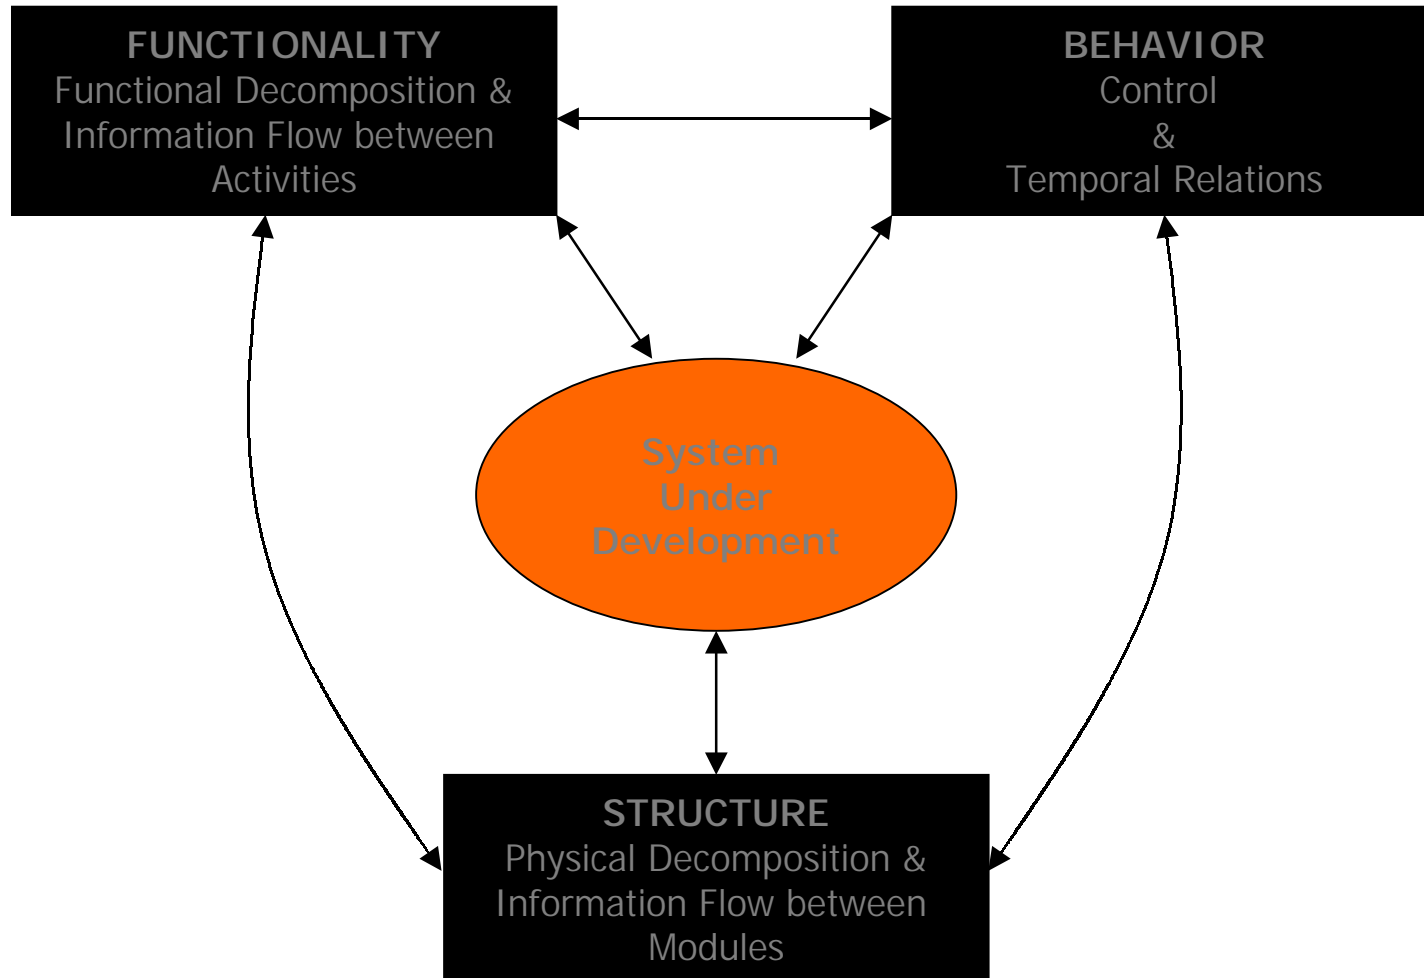 FUNCTIONALITY
Functional Decomposition &
Information Flow between
Activities
BEHAVIOR
Control
&
Temporal Relations
System
Under
Development
STRUCTURE
Physical Decomposition &
Information Flow between
Modules